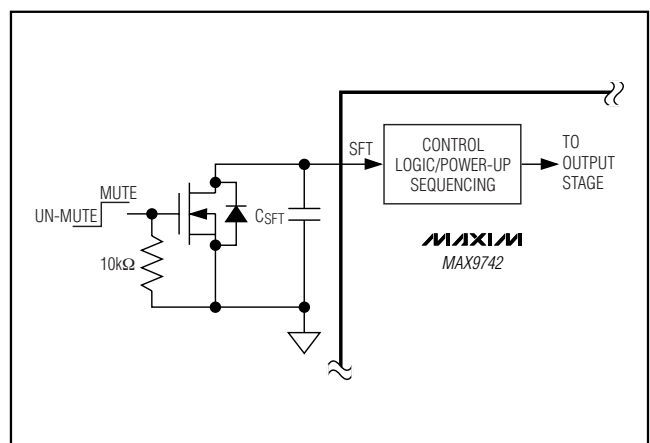 MUTE
UN-MUTE
10kΩ
CSFT
SFT
CONTROL
LOGIC/POWER-UP
SEQUENCING
TO
OUTPUT
STAGE
MAXIM
MAX9742